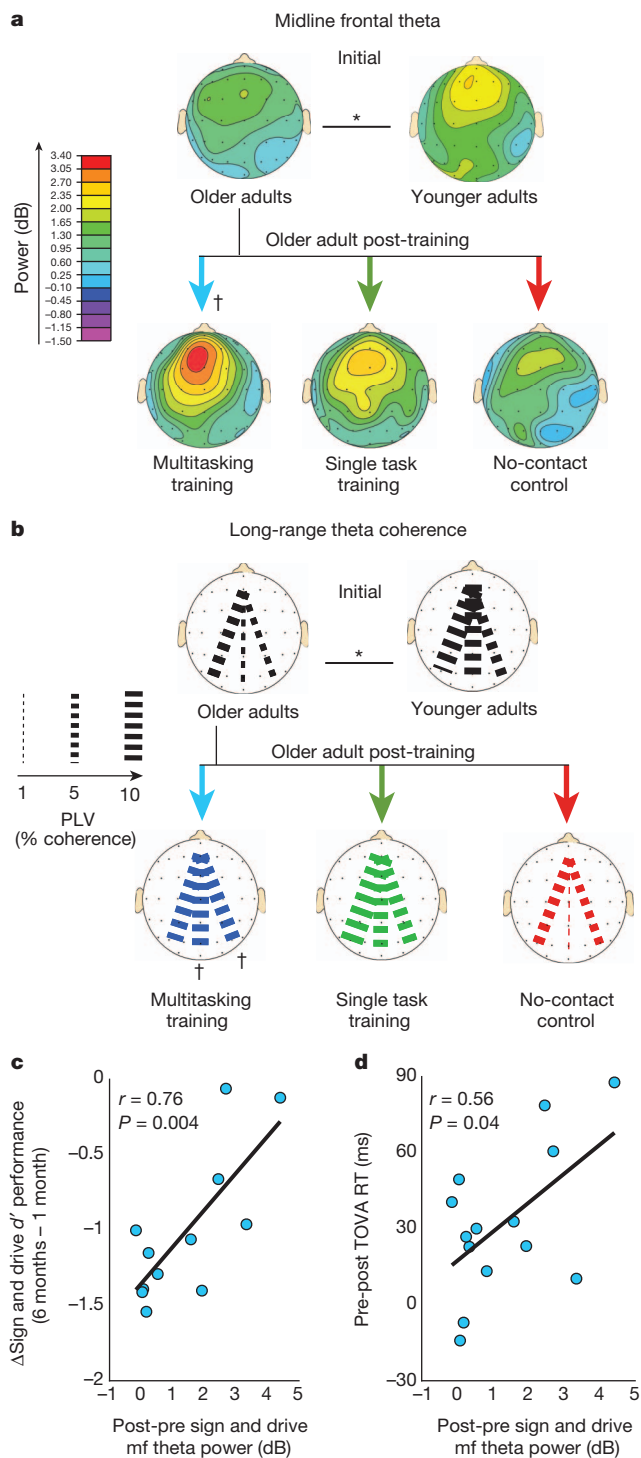 a
Midline frontal theta
Initial
*
Older adults
Younger adults
Power (dB)
3.40
3.05
2.70
2.35
2.00
1.65
1.30
0.95
0.60
0.25
−0.10
−0.45
−0.80
−1.15
−1.50
Older adult post-training
†
Multitasking
training
Single task
training
No-contact
control
b
Long-range theta coherence
Initial
*
Older adults
Younger adults
1 5 10
PLV
(% coherence)
Older adult post-training
† †
Multitasking
training
Single task
training
No-contact
control
c
r = 0.76
P = 0.004
ΔSign and drive d′ performance
(6 months – 1 month)
0
−0.5
−1
−1.5
−2
−1 0 1 2 3 4 5
Post-pre sign and drive
mf theta power (dB)
d
r = 0.56
P = 0.04
Pre-post TOVA RT (ms)
90
60
30
0
−30
−1 0 1 2 3 4 5
Post-pre sign and drive
mf theta power (dB)